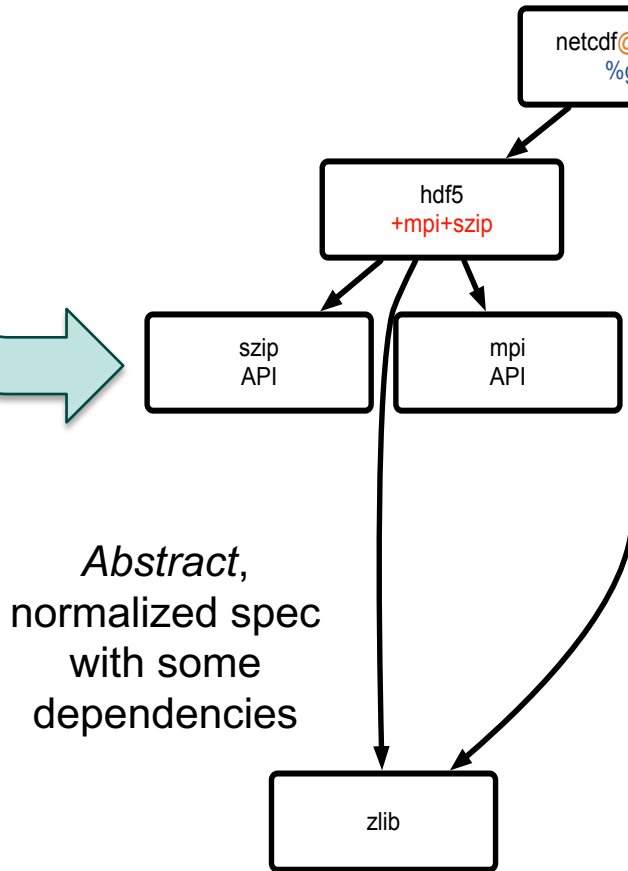 netcdf@
%g
hdf5
+mpi+szip
szip
API
mpi
API
Abstract,
normalized spec
with some
dependencies
zlib